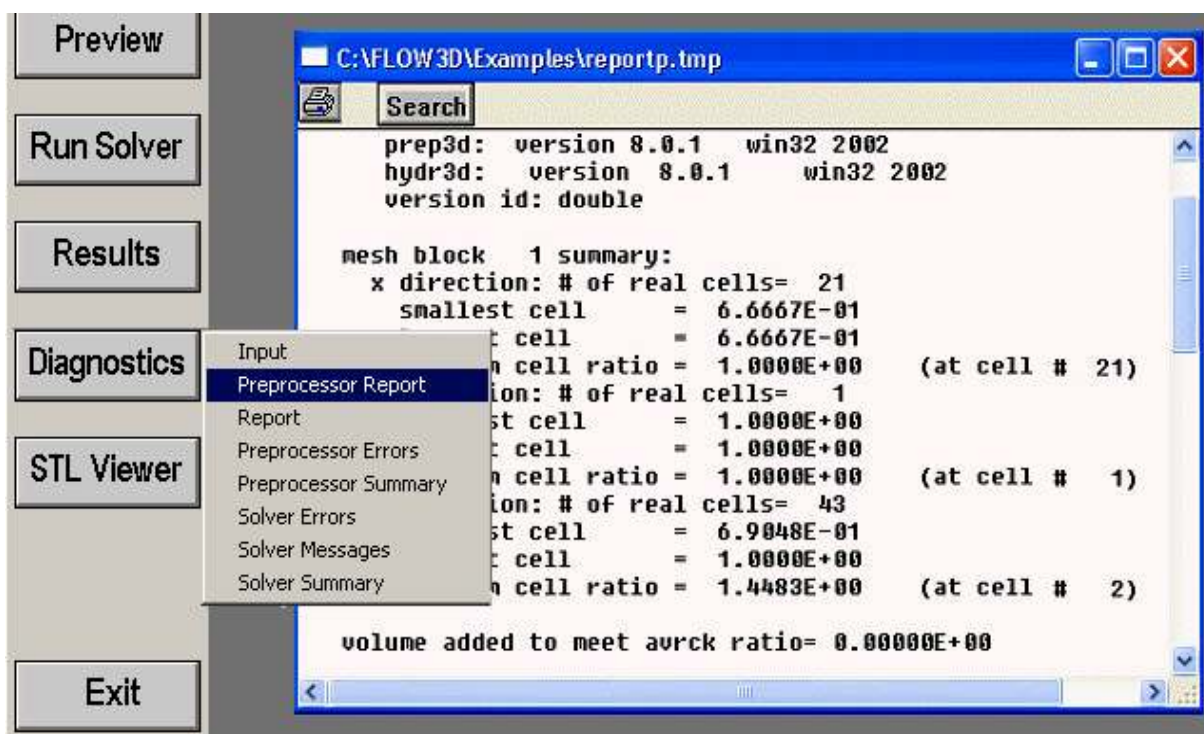 Preview
Run Solver
Results
Diagnostics
STL Viewer
Exit
Input
Preprocessor Report
Report
Preprocessor Errors
Preprocessor Summary
Solver Errors
Solver Messages
Solver Summary
C:\FLOW3D\Examples\reportp.tmp
Search
prep3d: version 8.0.1 win32 2002
hydr3d: version 8.0.1 win32 2002
version id: double
mesh block 1 summary:
x direction: # of real cells= 21
smallest cell = 6.6667E-01
cell = 6.6667E-01
cell ratio = 1.0000E+00 (at cell # 21)
# of real cells= 1
cell = 1.0000E+00
cell = 1.0000E+00
cell ratio = 1.0000E+00 (at cell # 1)
# of real cells= 43
cell = 6.9048E-01
cell = 1.0000E+00
cell ratio = 1.4483E+00 (at cell # 2)
volume added to meet avrck ratio= 0.00000E+00